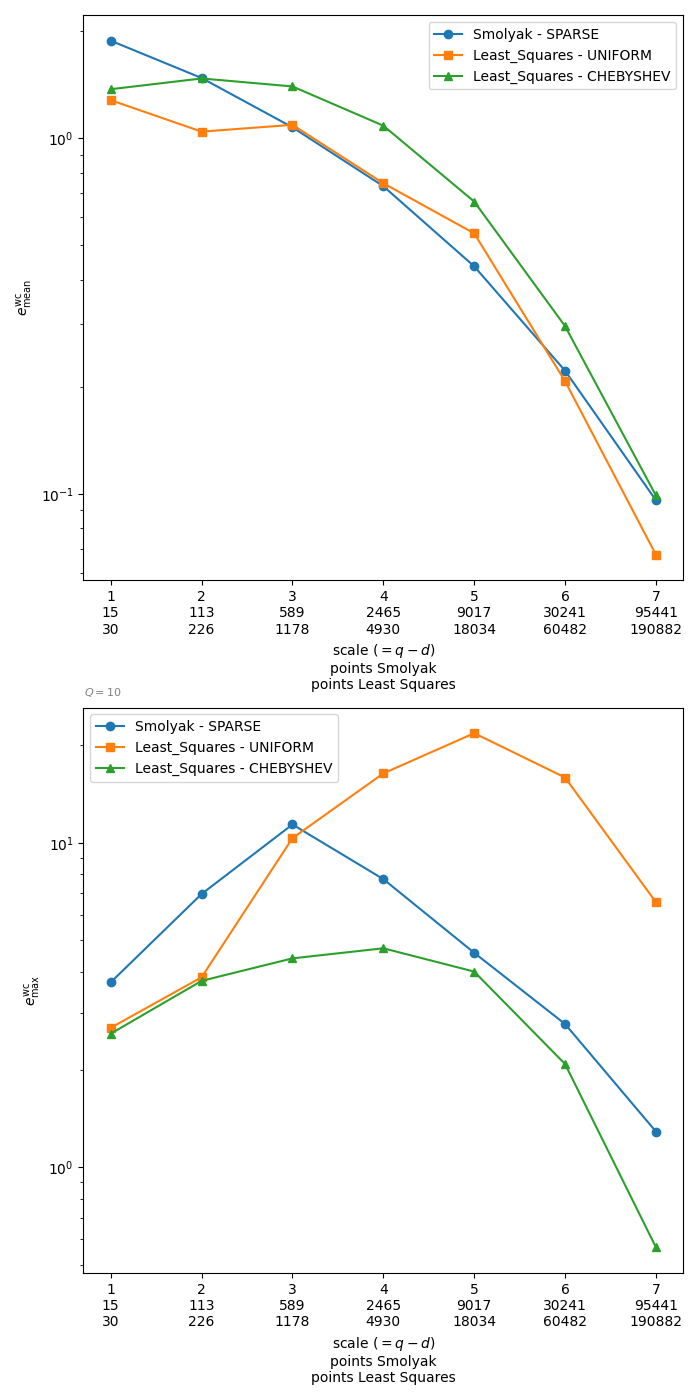 Smolyak - SPARSE
Least_Squares - UNIFORM
Least_Squares - CHEBYSHEV
10⁰
10⁻¹
e^wc_mean
1 2 3 4 5 6 7
15 113 589 2465 9017 30241 95441
30 226 1178 4930 18034 60482 190882
scale (= q − d)
points Smolyak
points Least Squares
Q = 10
Smolyak - SPARSE
Least_Squares - UNIFORM
Least_Squares - CHEBYSHEV
10¹
10⁰
e^wc_max
1 2 3 4 5 6 7
15 113 589 2465 9017 30241 95441
30 226 1178 4930 18034 60482 190882
scale (= q − d)
points Smolyak
points Least Squares